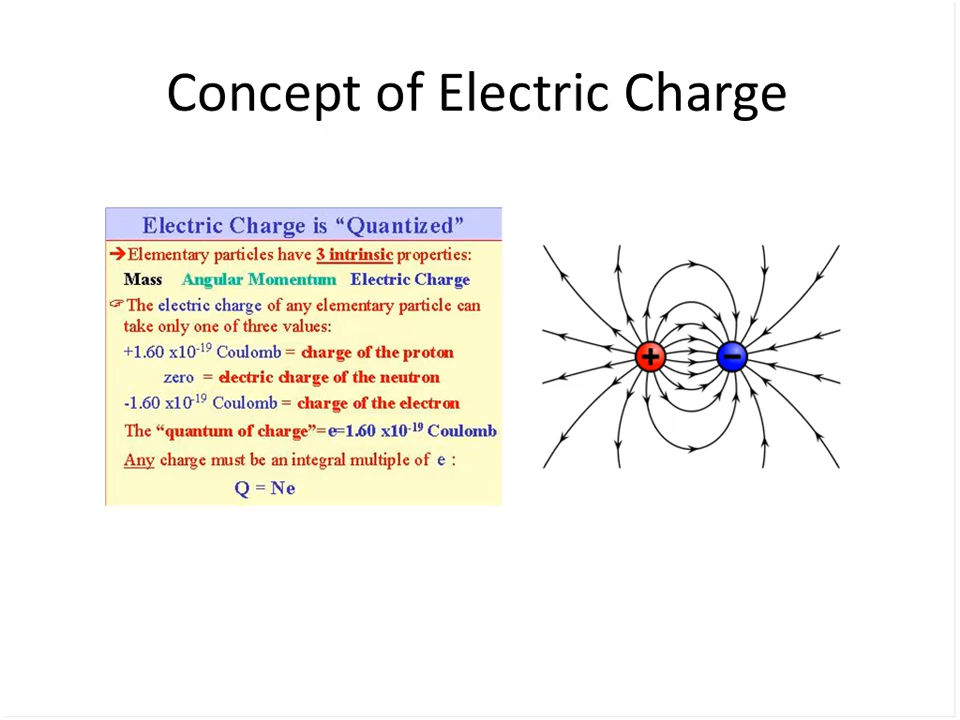 Concept of Electric Charge
Electric Charge is “Quantized”
➔Elementary particles have 3 intrinsic properties:
Mass Angular Momentum Electric Charge
☞The electric charge of any elementary particle can
take only one of three values:
+1.60 x10⁻¹⁹ Coulomb = charge of the proton
zero = electric charge of the neutron
-1.60 x10⁻¹⁹ Coulomb = charge of the electron
The “quantum of charge”=e=1.60 x10⁻¹⁹ Coulomb
Any charge must be an integral multiple of e :
Q = Ne
+ −